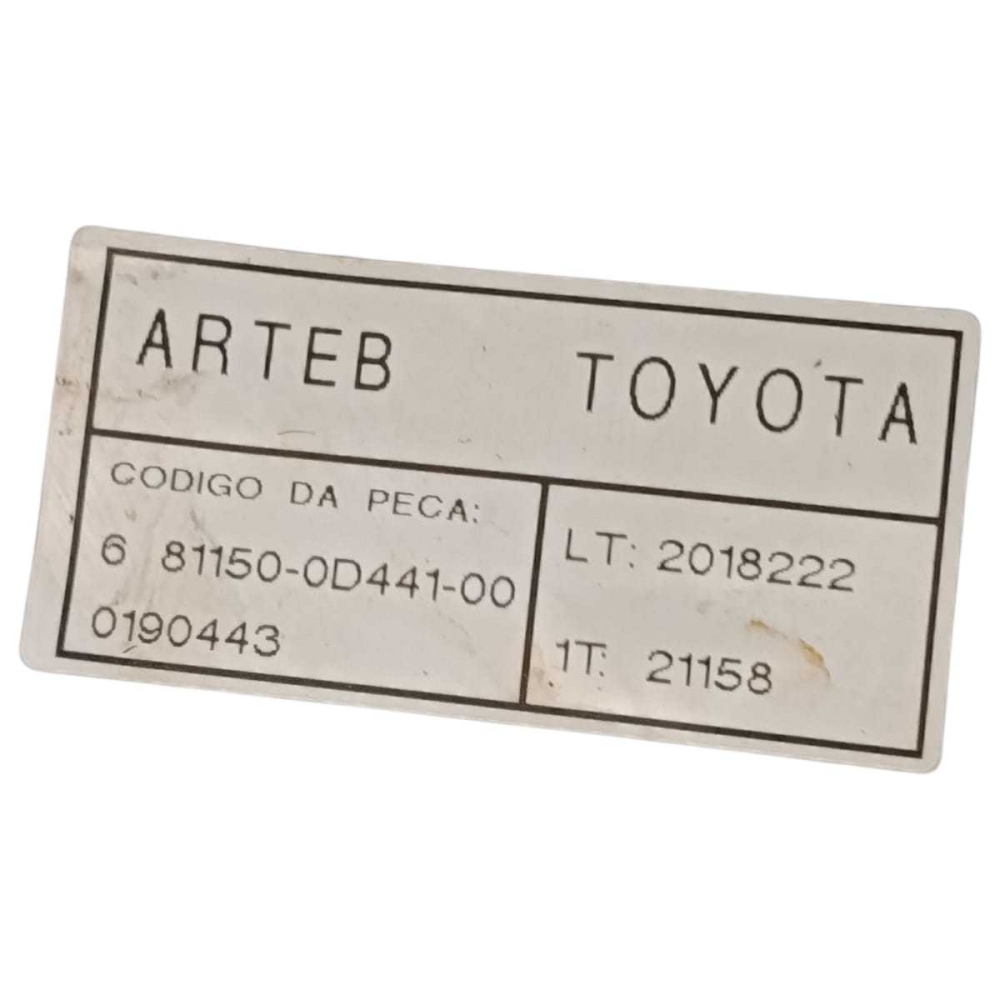 ARTEB TOYOTA
CODIGO DA PECA:
6 81150-0D441-00
0190443
LT: 2018222
1T: 21158